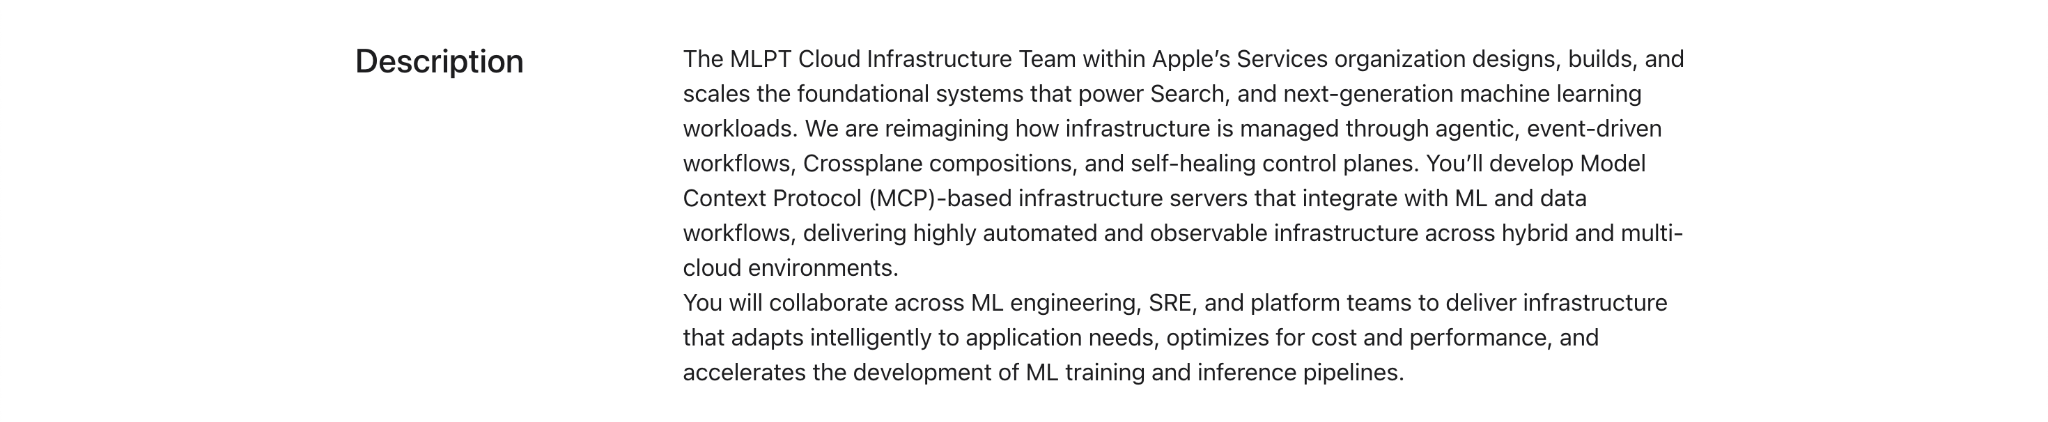 Description
The MLPT Cloud Infrastructure Team within Apple’s Services organization designs, builds, and
scales the foundational systems that power Search, and next-generation machine learning
workloads. We are reimagining how infrastructure is managed through agentic, event-driven
workflows, Crossplane compositions, and self-healing control planes. You’ll develop Model
Context Protocol (MCP)-based infrastructure servers that integrate with ML and data
workflows, delivering highly automated and observable infrastructure across hybrid and multi-
cloud environments.
You will collaborate across ML engineering, SRE, and platform teams to deliver infrastructure
that adapts intelligently to application needs, optimizes for cost and performance, and
accelerates the development of ML training and inference pipelines.